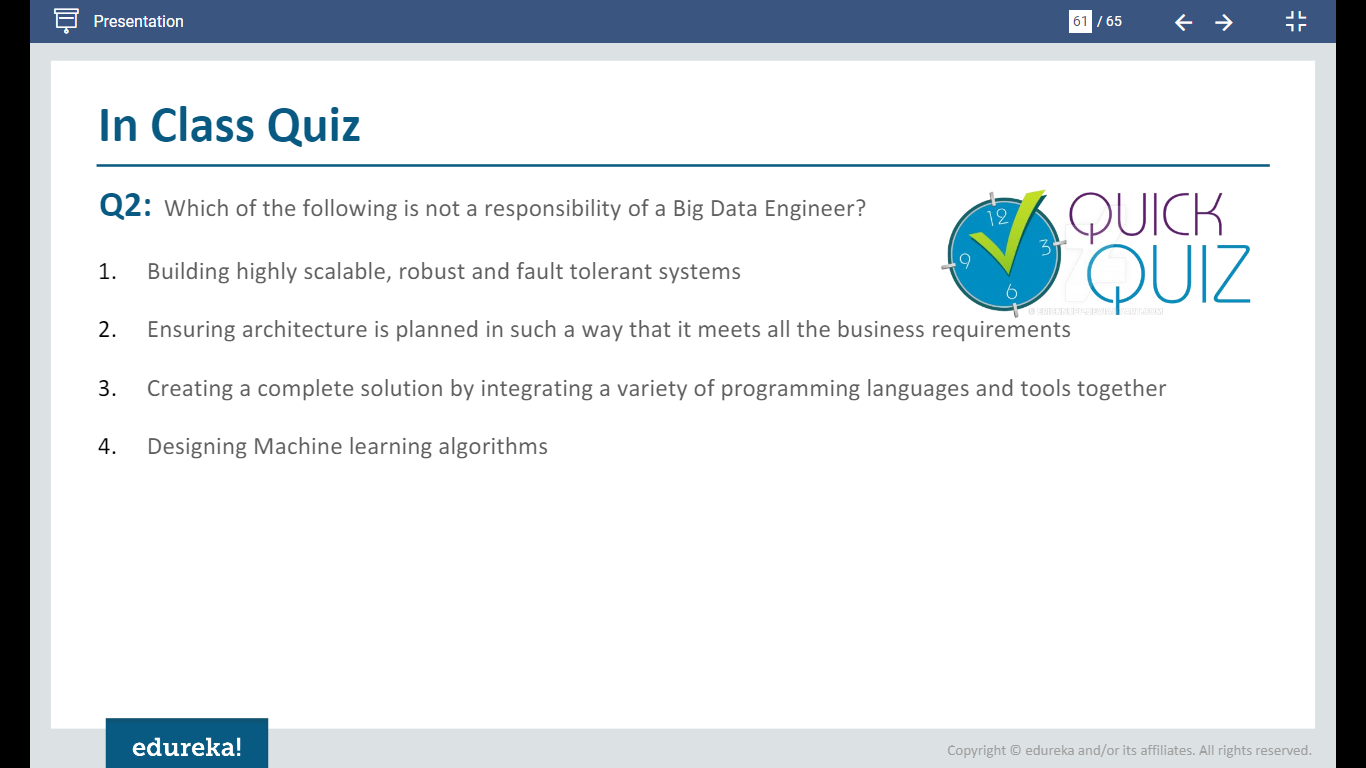 Presentation
61 / 65
In Class Quiz
Q2: Which of the following is not a responsibility of a Big Data Engineer?
12
3
6
9
QUICK
QUIZ
1. Building highly scalable, robust and fault tolerant systems
2. Ensuring architecture is planned in such a way that it meets all the business requirements
3. Creating a complete solution by integrating a variety of programming languages and tools together
4. Designing Machine learning algorithms
edureka!
Copyright © edureka and/or its affiliates. All rights reserved.